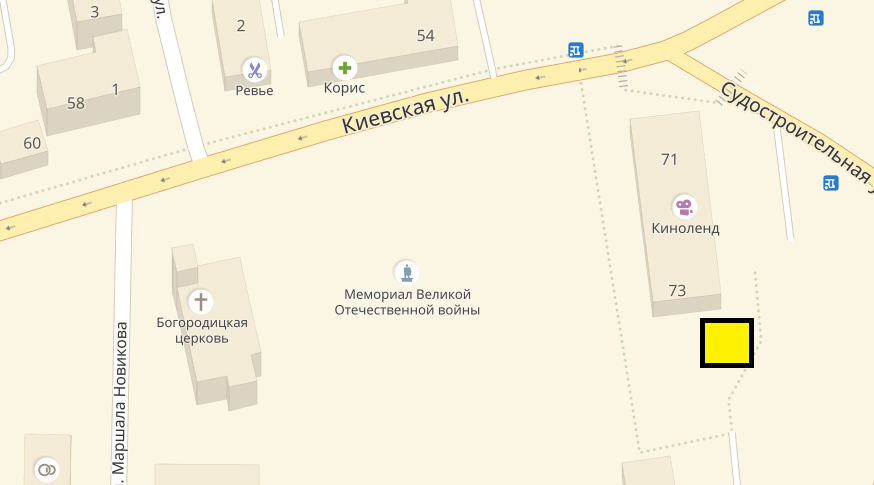 3
ул.
2
54
58
1
Ревье
Корис
60
Киевская ул.
Судостроительная у
71
Киноленд
73
Мемориал Великой
Отечественной войны
Богородицкая
церковь
. Маршала Новикова